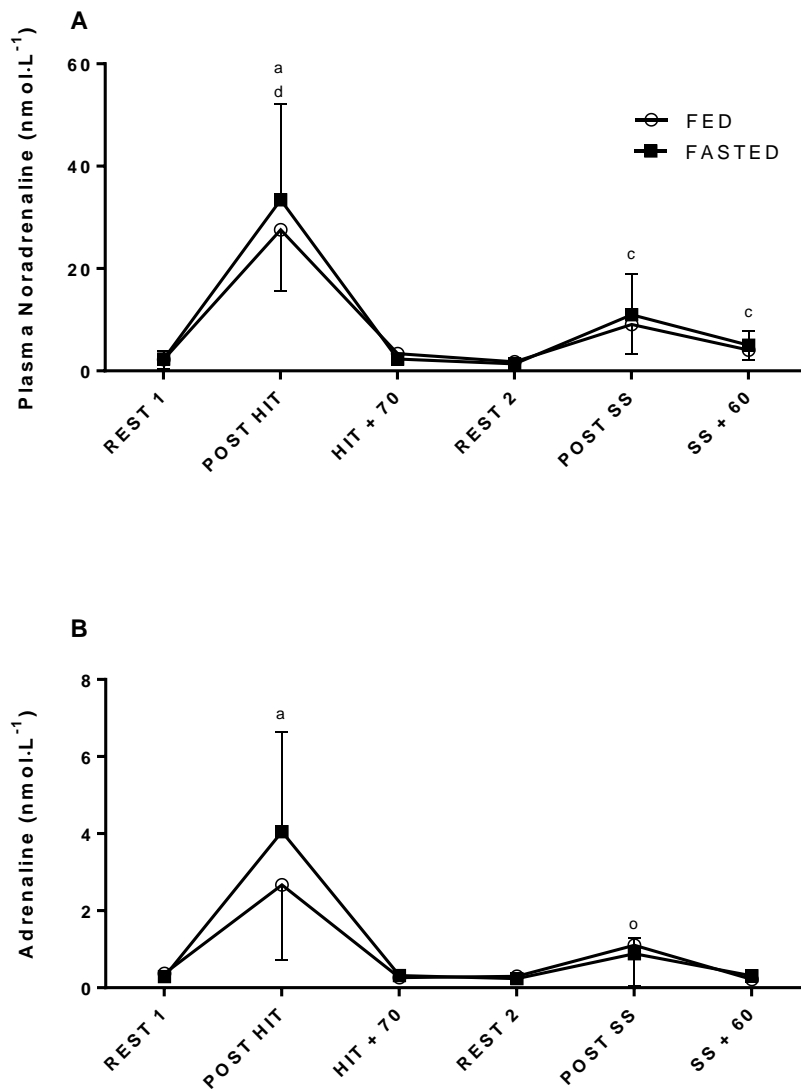 A
Plasma Noradrenaline (nmol·L⁻¹)
60
40
20
0
a
d
c
c
FED
FASTED
REST 1
POST HIT
HIT + 70
REST 2
POST SS
SS + 60
B
Adrenaline (nmol·L⁻¹)
8
6
4
2
0
a
o
REST 1
POST HIT
HIT + 70
REST 2
POST SS
SS + 60